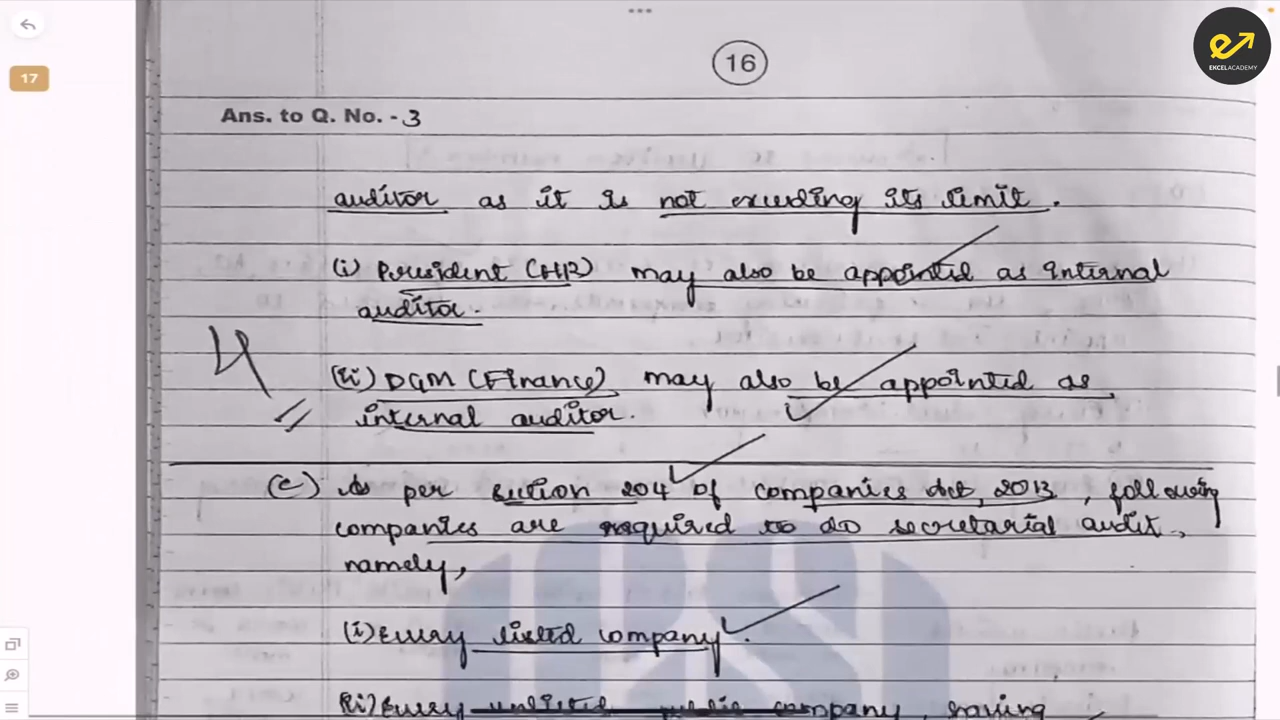 17
16
EKCELACADEMY
Ans. to Q. No. - 3
auditor as it is not exceeding its limit.
(i) President (HR) may also be appointed as internal
auditor.
4
(ii) DGM (Finance) may also be appointed as
internal auditor.
(c) As per section 204 of companies Act, 2013, following
companies are required to do secretarial audit,
namely,
(i) Every listed company.
(ii) Every unlisted public company, having